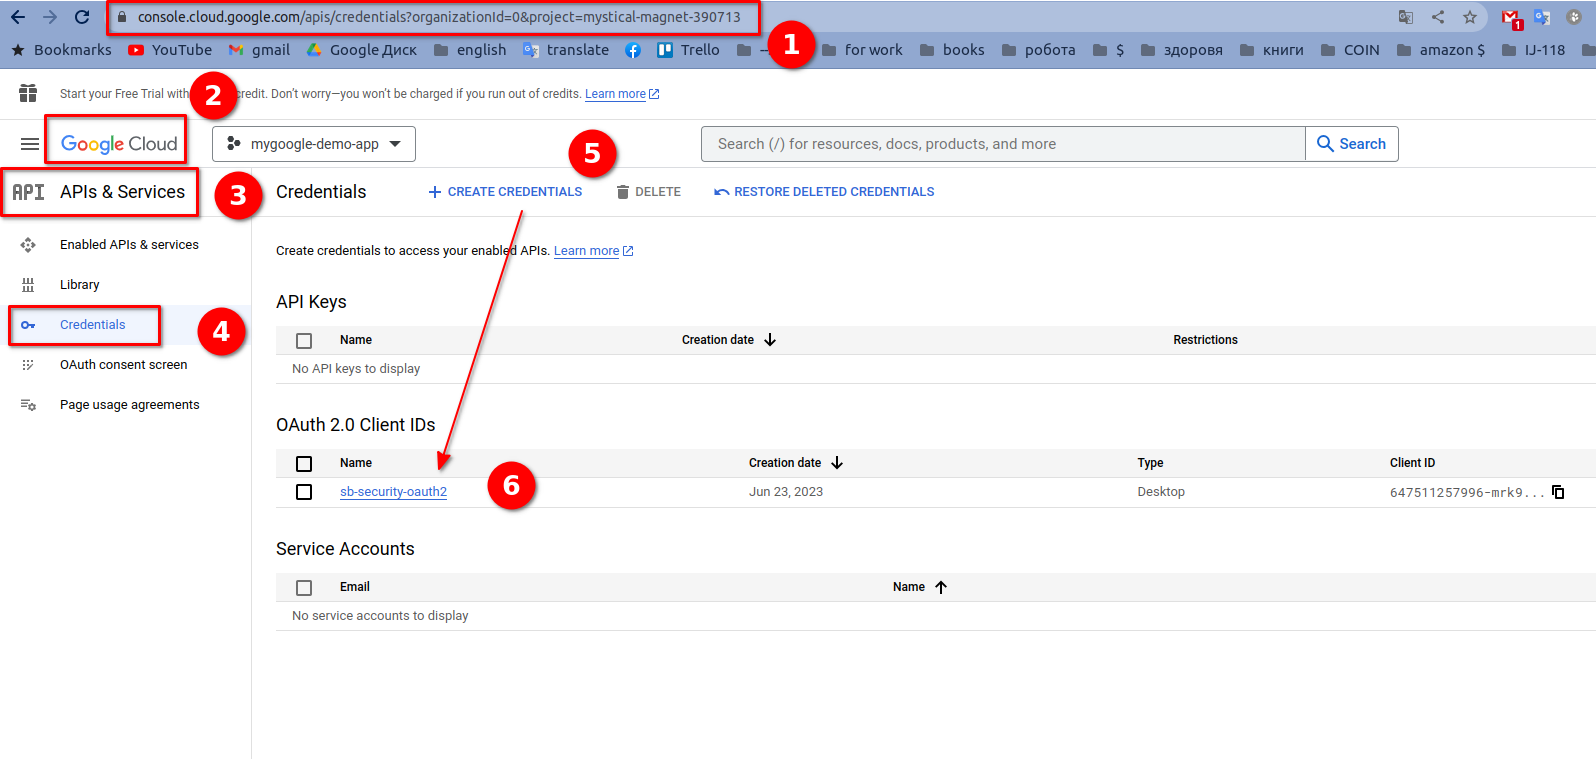 console.cloud.google.com/apis/credentials?organizationId=0&project=mystical-magnet-390713
1
1
Bookmarks YouTube gmail Google Диск english translate Trello -- for work books робота $ здоровя книги COIN amazon $ IJ-118
2
Start your Free Trial with credit. Don't worry—you won't be charged if you run out of credits. Learn more
Google Cloud
mygoogle-demo-app
5
Search (/) for resources, docs, products, and more
Search
API APIs & Services
3
Credentials
CREATE CREDENTIALS
DELETE
RESTORE DELETED CREDENTIALS
Enabled APIs & services
Library
Credentials
4
OAuth consent screen
Page usage agreements
Create credentials to access your enabled APIs. Learn more
API Keys
Name Creation date Restrictions
No API keys to display
OAuth 2.0 Client IDs
Name Creation date Type Client ID
sb-security-oauth2 6 Jun 23, 2023 Desktop 647511257996-mrk9...
Service Accounts
Email Name
No service accounts to display